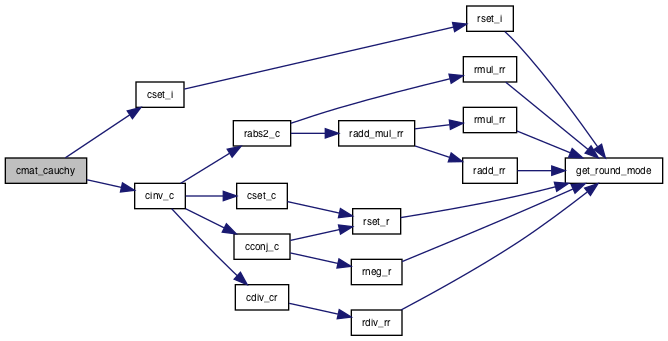 rset_i
cset_i
rmul_rr
rabs2_c
radd_mul_rr
rmul_rr
cmat_cauchy
radd_rr
get_round_mode
cinv_c
cset_c
rset_r
cconj_c
rneg_r
cdiv_cr
rdiv_rr